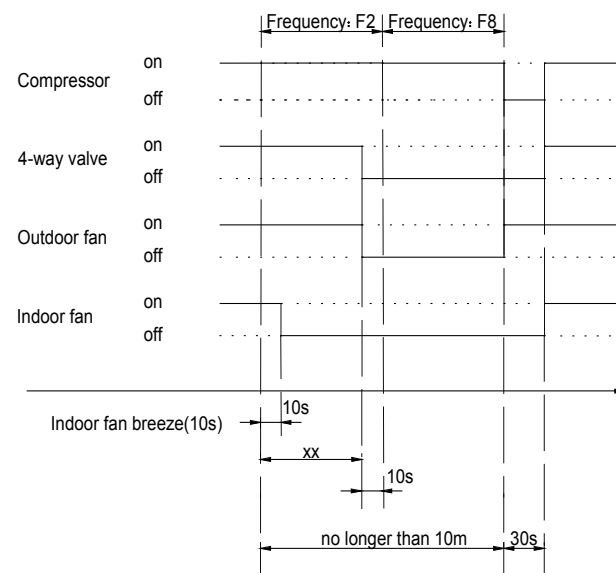 Frequency: F2 Frequency: F8
on
Compressor
off
on
4-way valve
off
on
Outdoor fan
off
on
Indoor fan
off
10s
Indoor fan breeze(10s)
xx
10s
no longer than 10m 30s